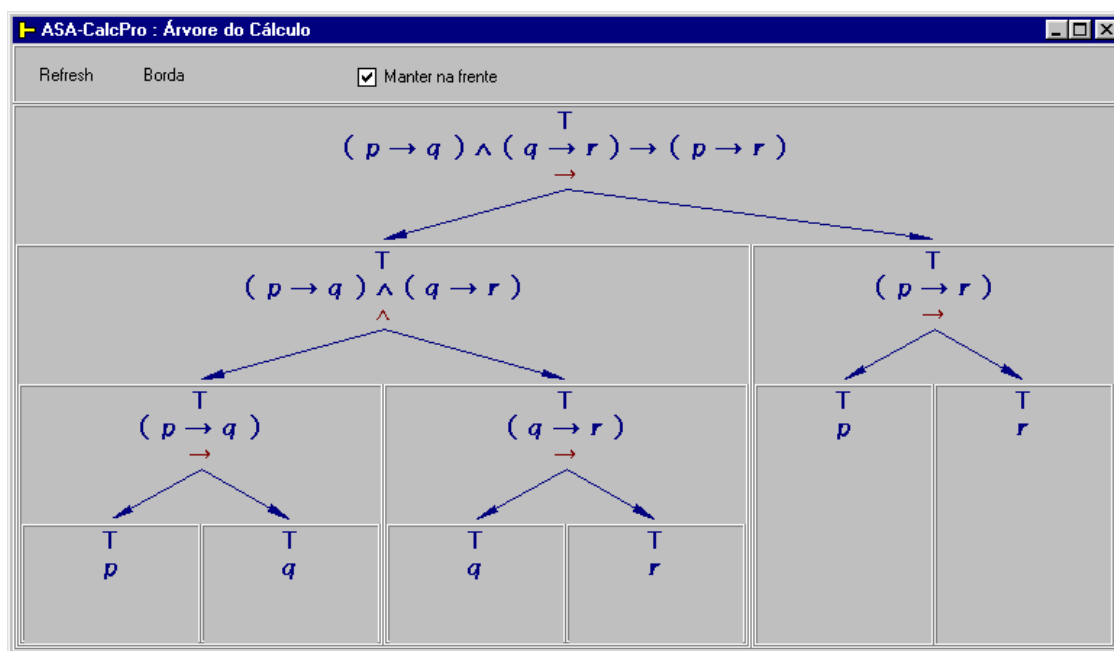 ASA-CalcPro : Árvore do Cálculo
Refresh Borda Manter na frente
T
( p → q ) ∧ ( q → r ) → ( p → r )
→
T T
( p → q ) ∧ ( q → r ) ( p → r )
∧ →
T T T T
( p → q ) ( q → r ) p r
→ →
T T T T
p q q r